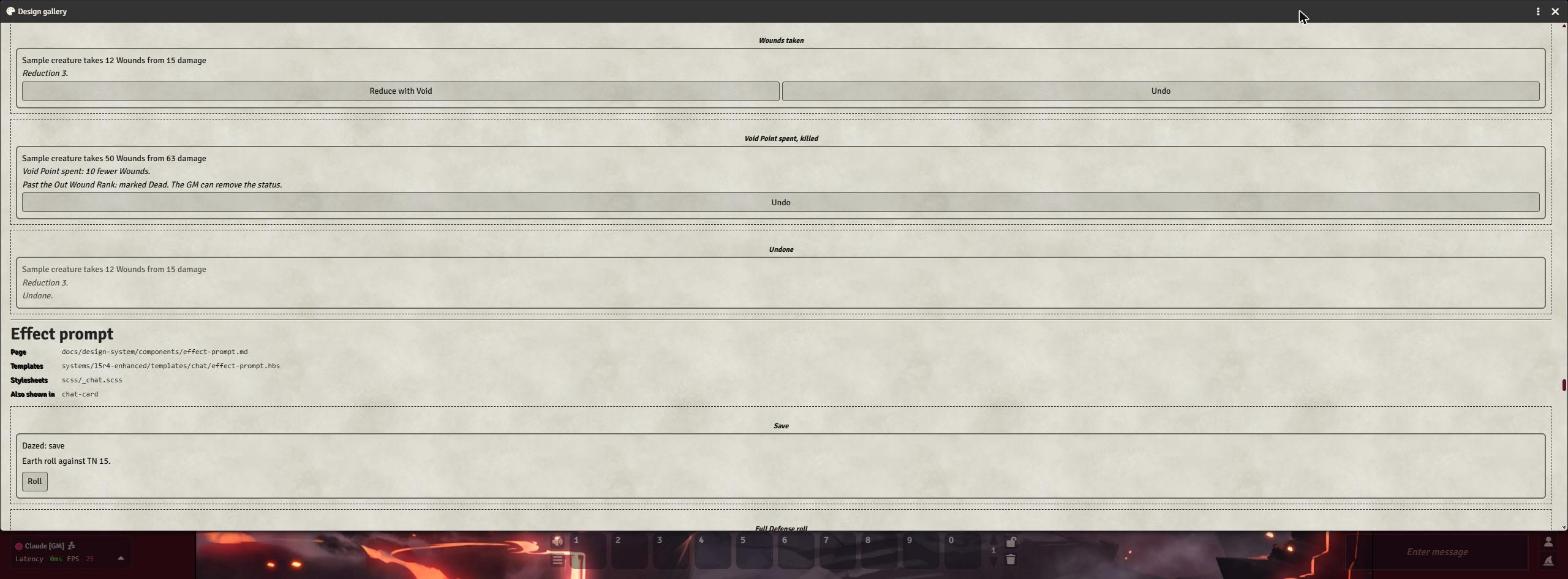 Design gallery
Wounds taken
Sample creature takes 12 Wounds from 15 damage
Reduction 3.
Reduce with Void
Undo
Void Point spent, killed
Sample creature takes 50 Wounds from 63 damage
Void Point spent: 10 fewer Wounds.
Past the Out Wound Rank: marked Dead. The GM can remove the status.
Undo
Undone
Sample creature takes 12 Wounds from 15 damage
Reduction 3.
Undone.
Effect prompt
Page docs/design-system/components/effect-prompt.md
Templates systems/l5r4-enhanced/templates/chat/effect-prompt.hbs
Stylesheets scss/_chat.scss
Also shown in chat-card
Save
Dazed: save
Earth roll against TN 15.
Roll
Full Defense roll
Claude [GM]
Latency 0ms FPS 25
1 2 3 4 5 6 7 8 9 0
1
Enter message